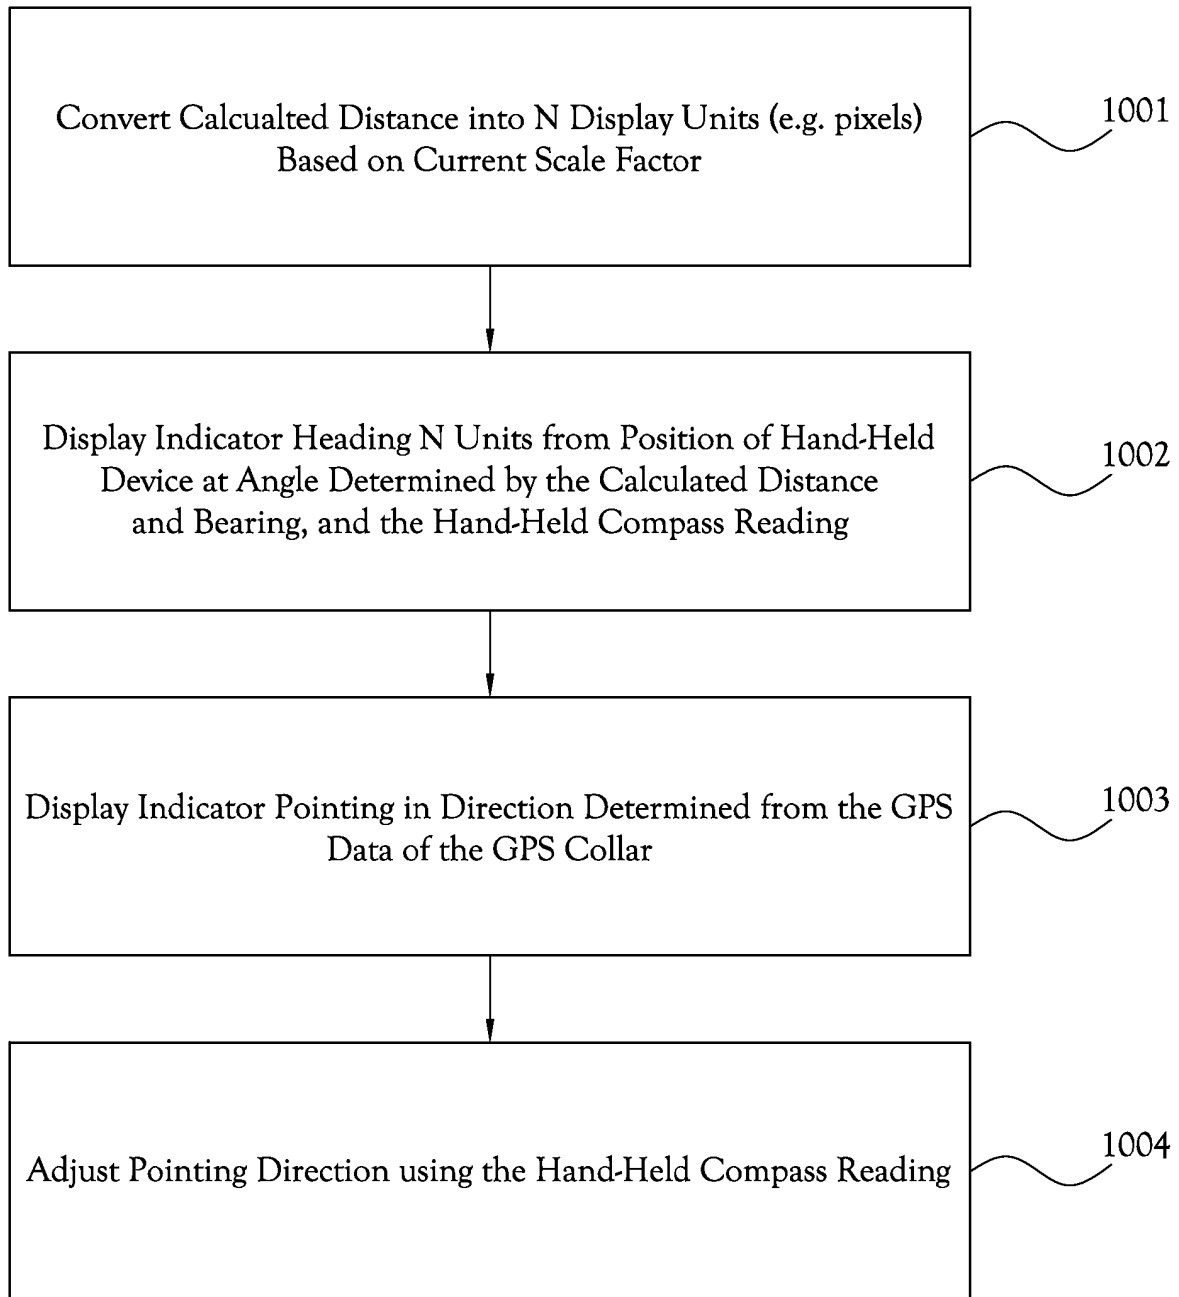 Convert Calcualted Distance into N Display Units (e.g. pixels)
Based on Current Scale Factor
1001
Display Indicator Heading N Units from Position of Hand-Held
Device at Angle Determined by the Calculated Distance
and Bearing, and the Hand-Held Compass Reading
1002
Display Indicator Pointing in Direction Determined from the GPS
Data of the GPS Collar
1003
Adjust Pointing Direction using the Hand-Held Compass Reading
1004